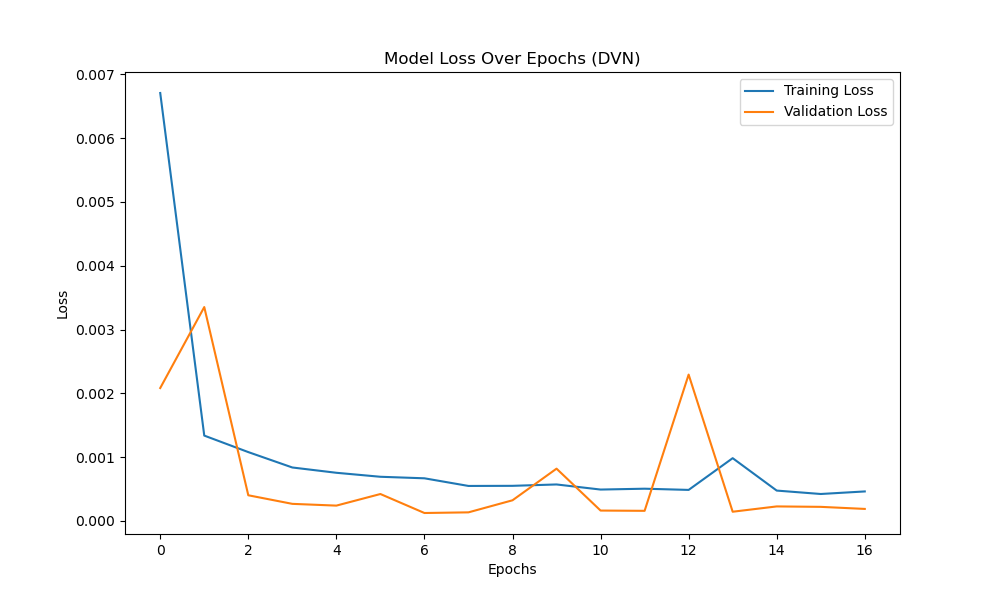 Model Loss Over Epochs (DVN)
Training Loss
Validation Loss
0.007
0.006
0.005
0.004
0.003
0.002
0.001
0.000
Loss
0 2 4 6 8 10 12 14 16
Epochs